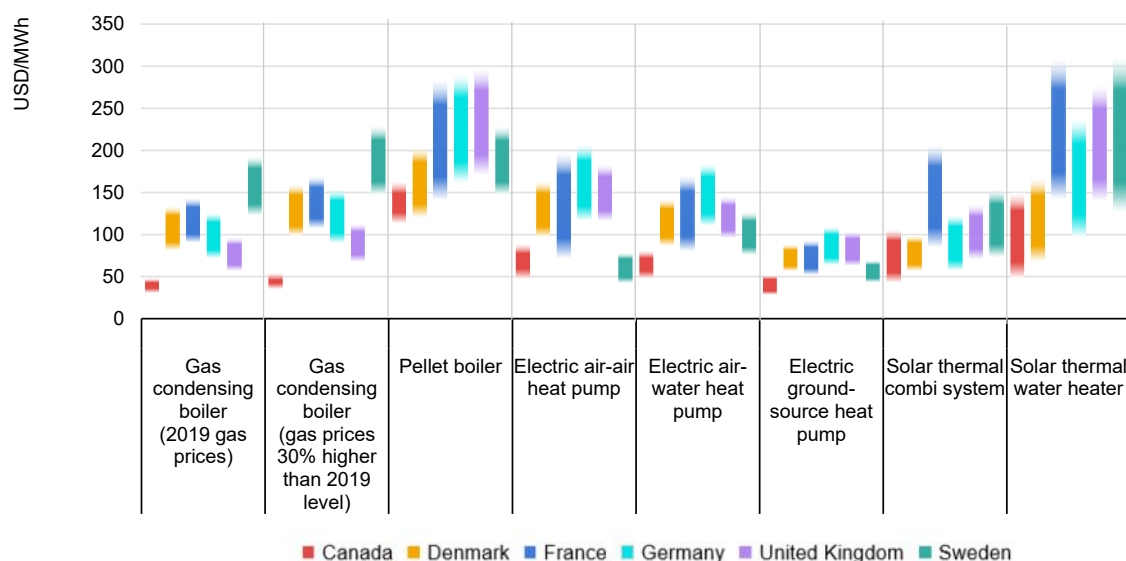 USD/MWh
350
300
250
200
150
100
50
0
Gas
condensing
boiler
(2019 gas
prices)
Gas
condensing
boiler
(gas prices
30% higher
than 2019
level)
Pellet boiler
Electric air-air
heat pump
Electric air-
water heat
pump
Electric
ground-
source heat
pump
Solar thermal
combi system
Solar thermal
water heater
Canada Denmark France Germany United Kingdom Sweden